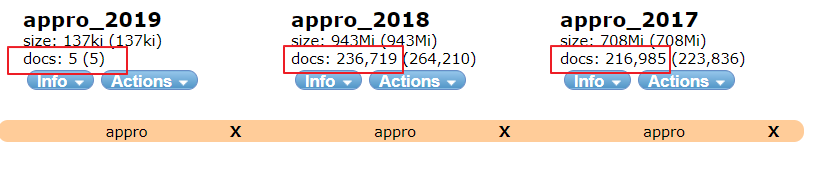 appro_2019 appro_2018 appro_2017
size: 137ki (137ki) size: 943Mi (943Mi) size: 708Mi (708Mi)
docs: 5 (5) docs: 236,719 (264,210) docs: 216,985 (223,836)
Info Actions Info Actions Info Actions
appro X appro X appro X